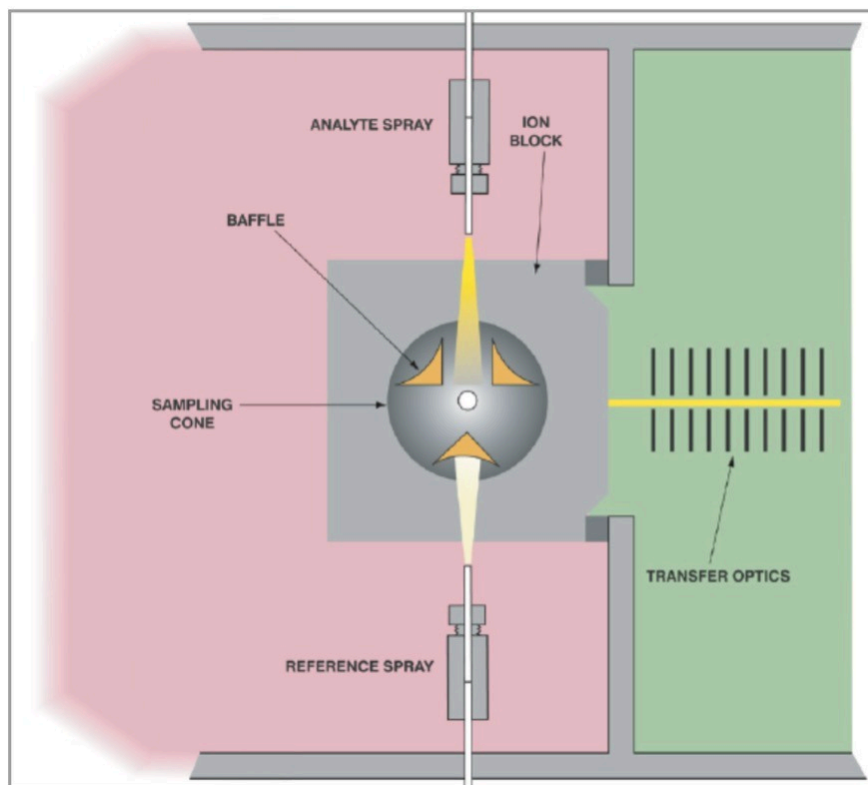 ANALYTE SPRAY
ION
BLOCK
BAFFLE
SAMPLING
CONE
TRANSFER OPTICS
REFERENCE SPRAY